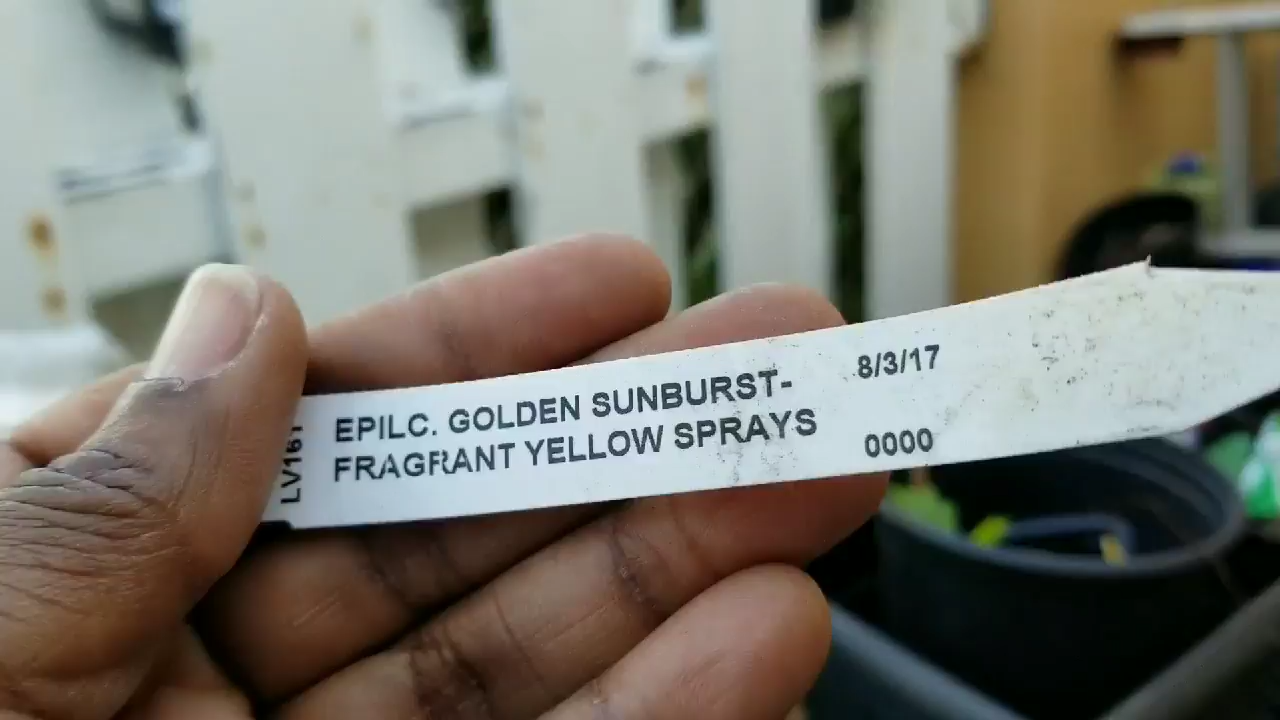 LV161
EPILC. GOLDEN SUNBURST-
FRAGRANT YELLOW SPRAYS
8/3/17
0000